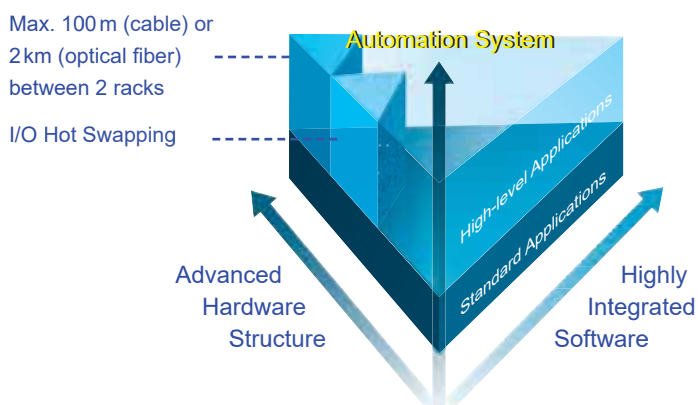 Max. 100 m (cable) or
2 km (optical fiber)
between 2 racks
I/O Hot Swapping
Automation System
High-level Applications
Standard Applications
Advanced
Hardware
Structure
Highly
Integrated
Software